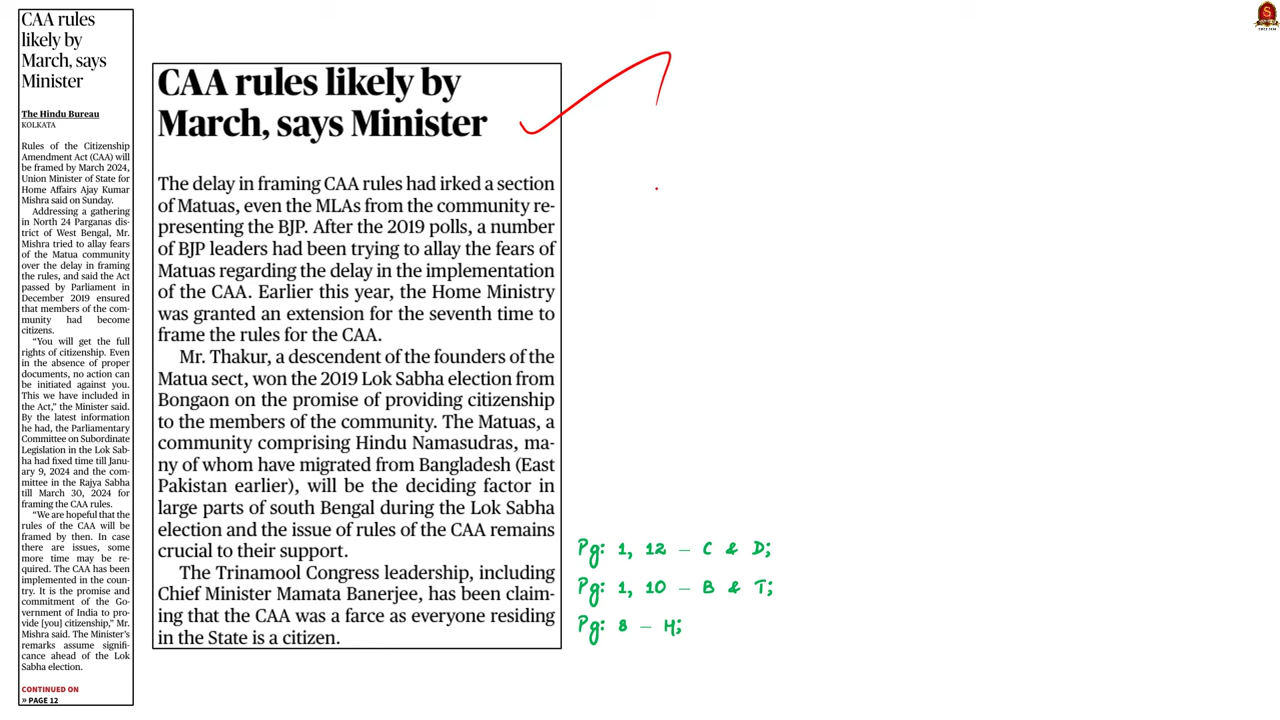 CAA rules
likely by
March, says
Minister
The Hindu Bureau
KOLKATA
Rules of the Citizenship
Amendment Act (CAA) will
be framed by March 2024,
Union Minister of State for
Home Affairs Ajay Kumar
Mishra said on Sunday.
Addressing a gathering
in North 24 Parganas dis-
trict of West Bengal, Mr.
Mishra tried to allay fears
of the Matua community
over the delay in framing
the rules, and said the Act
passed by Parliament in
December 2019 ensured
that members of the com-
munity had become
citizens.
“You will get the full
rights of citizenship. Even
in the absence of proper
documents, no action can
be initiated against you.
This we have included in
the Act,” the Minister said.
By the latest information
he had, the Parliamentary
Committee on Subordinate
Legislation in the Lok Sab-
ha had fixed time till Janu-
ary 9, 2024 and the com-
mittee in the Rajya Sabha
till March 30, 2024 for
framing the CAA rules.
“We are hopeful that the
rules of the CAA will be
framed by then. In case
there are issues, some
more time may be re-
quired. The CAA has been
implemented in the coun-
try. It is the promise and
commitment of the Go-
vernment of India to pro-
vide [you] citizenship,” Mr.
Mishra said. The Minister's
remarks assume signifi-
cance ahead of the Lok
Sabha election.
CONTINUED ON
» PAGE 12
CAA rules likely by
March, says Minister
The delay in framing CAA rules had irked a section
of Matuas, even the MLAs from the community re-
presenting the BJP. After the 2019 polls, a number
of BJP leaders had been trying to allay the fears of
Matuas regarding the delay in the implementation
of the CAA. Earlier this year, the Home Ministry
was granted an extension for the seventh time to
frame the rules for the CAA.
Mr. Thakur, a descendent of the founders of the
Matua sect, won the 2019 Lok Sabha election from
Bongaon on the promise of providing citizenship
to the members of the community. The Matuas, a
community comprising Hindu Namasudras, ma-
ny of whom have migrated from Bangladesh (East
Pakistan earlier), will be the deciding factor in
large parts of south Bengal during the Lok Sabha
election and the issue of rules of the CAA remains
crucial to their support.
The Trinamool Congress leadership, including
Chief Minister Mamata Banerjee, has been claim-
ing that the CAA was a farce as everyone residing
in the State is a citizen.
Pg: 1, 12 – C & D;
Pg: 1, 10 – B & T;
Pg: 8 – H;
S